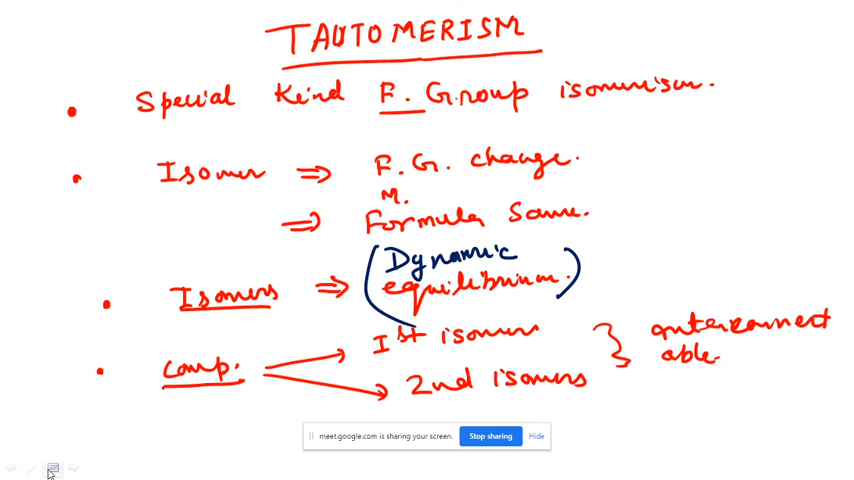 TAUTOMERISM
• Special Kind F. Group isomerism.
• Isomer ⇒ F. G. change.
M.
⇒ Formula Same.
• Isomers ⇒ (Dynamic
equilibrium.)
• Comp. → Ist isomers
→ 2nd isomers } interconvert
able
meet.google.com is sharing your screen. Stop sharing Hide